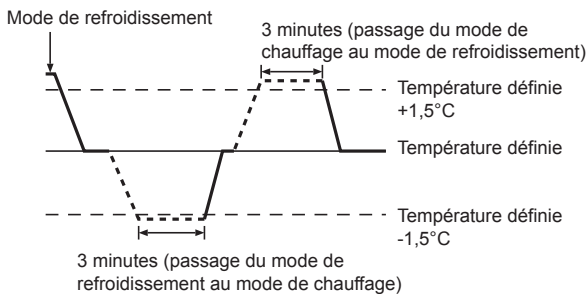 Mode de refroidissement
3 minutes (passage du mode de
chauffage au mode de refroidissement)
Température définie
+1,5°C
Température définie
Température définie
-1,5°C
3 minutes (passage du mode de
refroidissement au mode de chauffage)